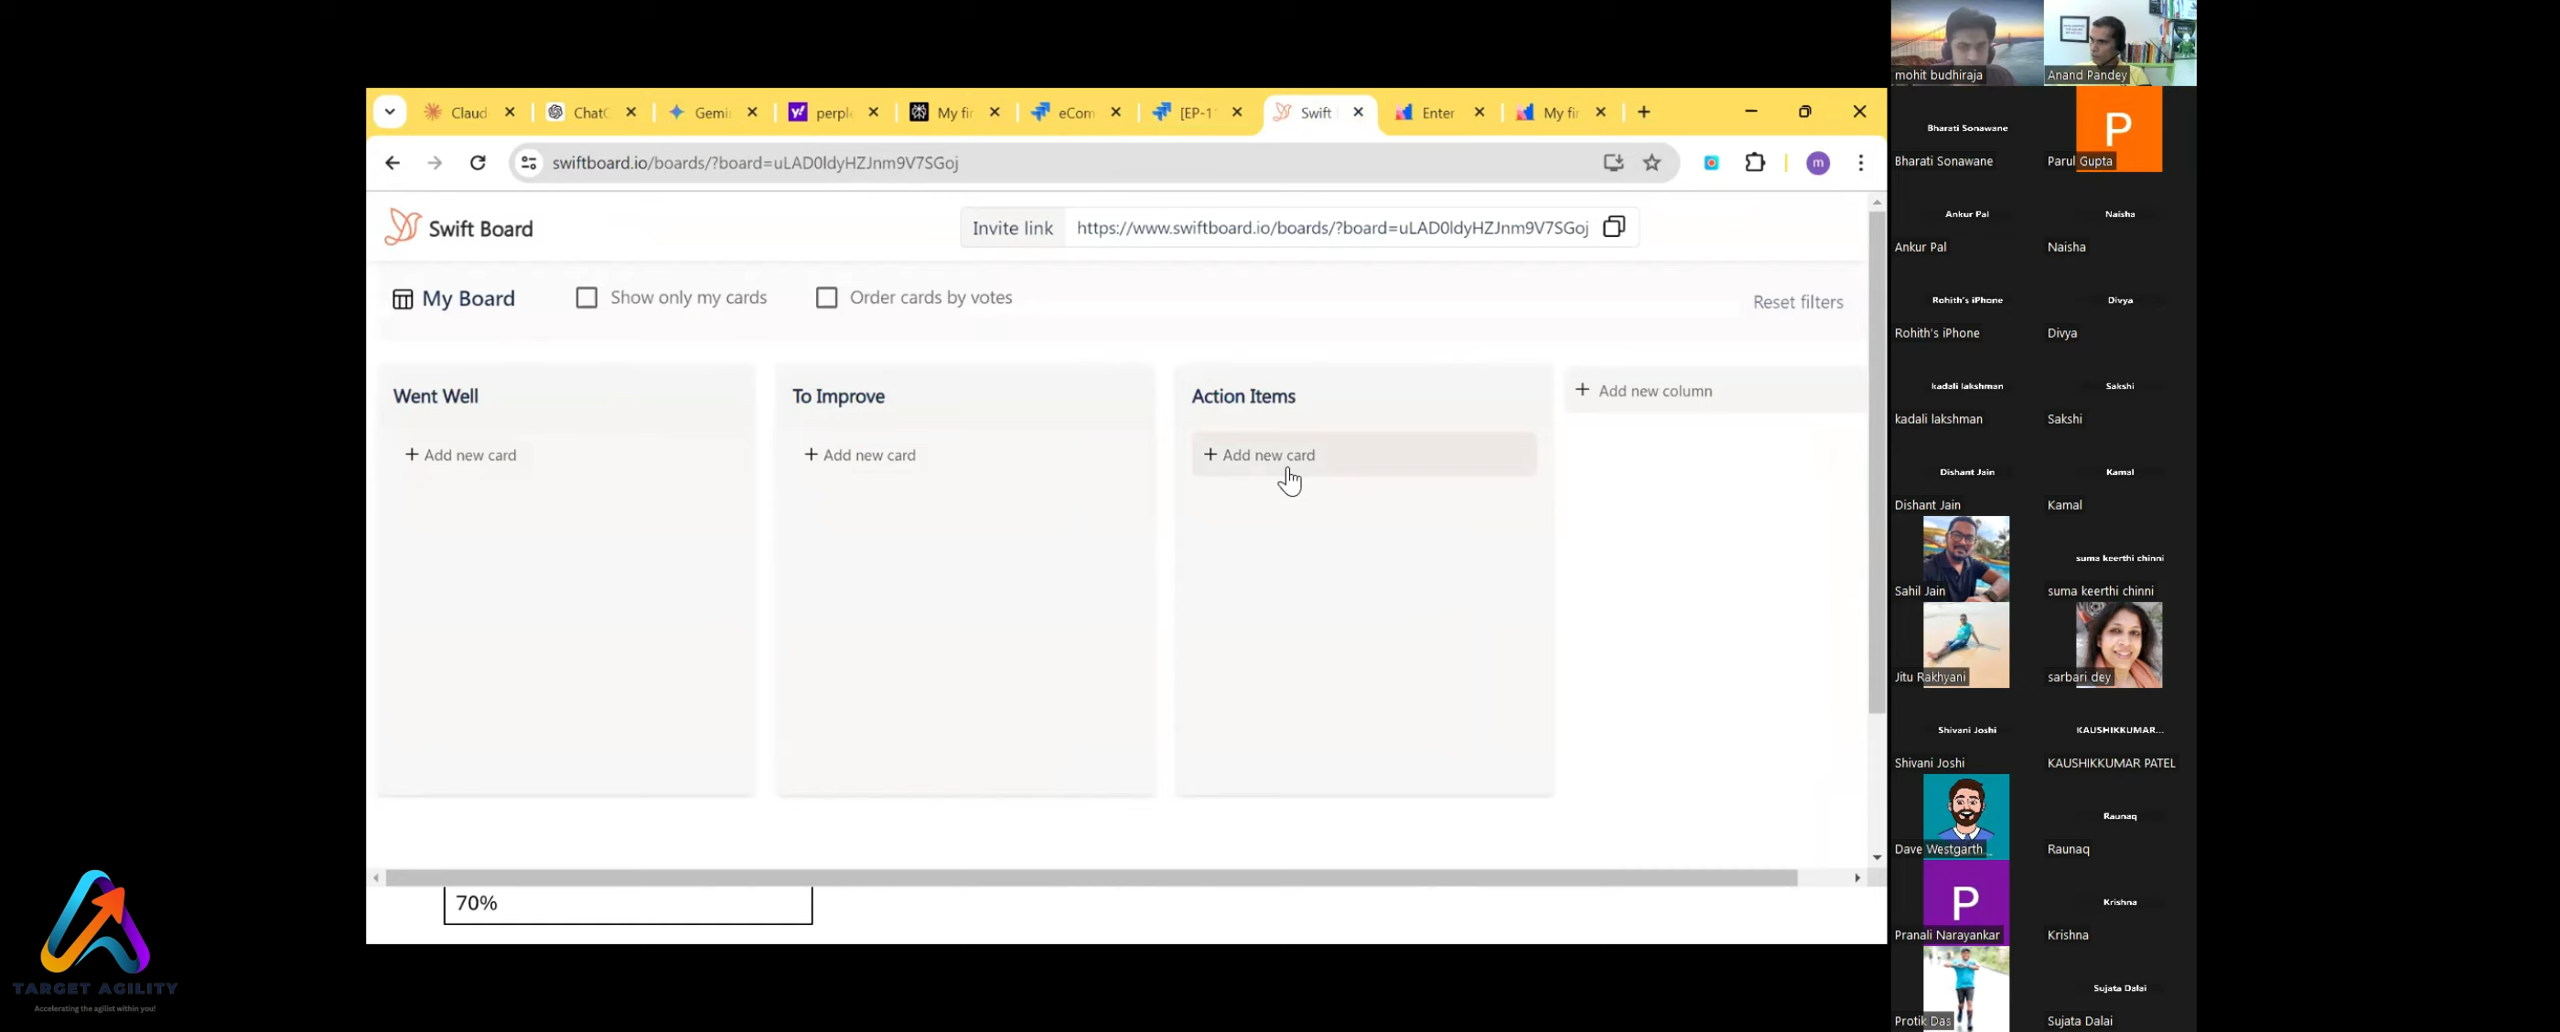 Claud
ChatG
Gemi
perpl
My fir
eCom
[EP-1
Swift
Enter
My fir
swiftboard.io/boards/?board=uLAD0ldyHZJnm9V7SGoj
m
Swift Board
Invite link
https://www.swiftboard.io/boards/?board=uLAD0ldyHZJnm9V7SGoj
My Board
Show only my cards
Order cards by votes
Reset filters
Went Well
To Improve
Action Items
+ Add new column
+ Add new card
+ Add new card
+ Add new card
70%
TARGET AGILITY
Accelerating the agilist within you!
mohit budhiraja
Anand Pandey
Bharati Sonawane
Bharati Sonawane
P
Parul Gupta
Ankur Pal
Ankur Pal
Naisha
Naisha
Rohith's iPhone
Rohith's iPhone
Divya
Divya
kadali lakshman
kadali lakshman
Sakshi
Sakshi
Dishant Jain
Dishant Jain
Kamal
Kamal
Sahil Jain
suma keerthi chinni
suma keerthi chinni
Jitu Rakhyani
sarbari dey
Shivani Joshi
Shivani Joshi
KAUSHIKKUMAR...
KAUSHIKKUMAR PATEL
Dave Westgarth_
Raunaq
Raunaq
P
Pranali Narayankar
Krishna
Krishna
Protik Das
Sujata Dalai
Sujata Dalai